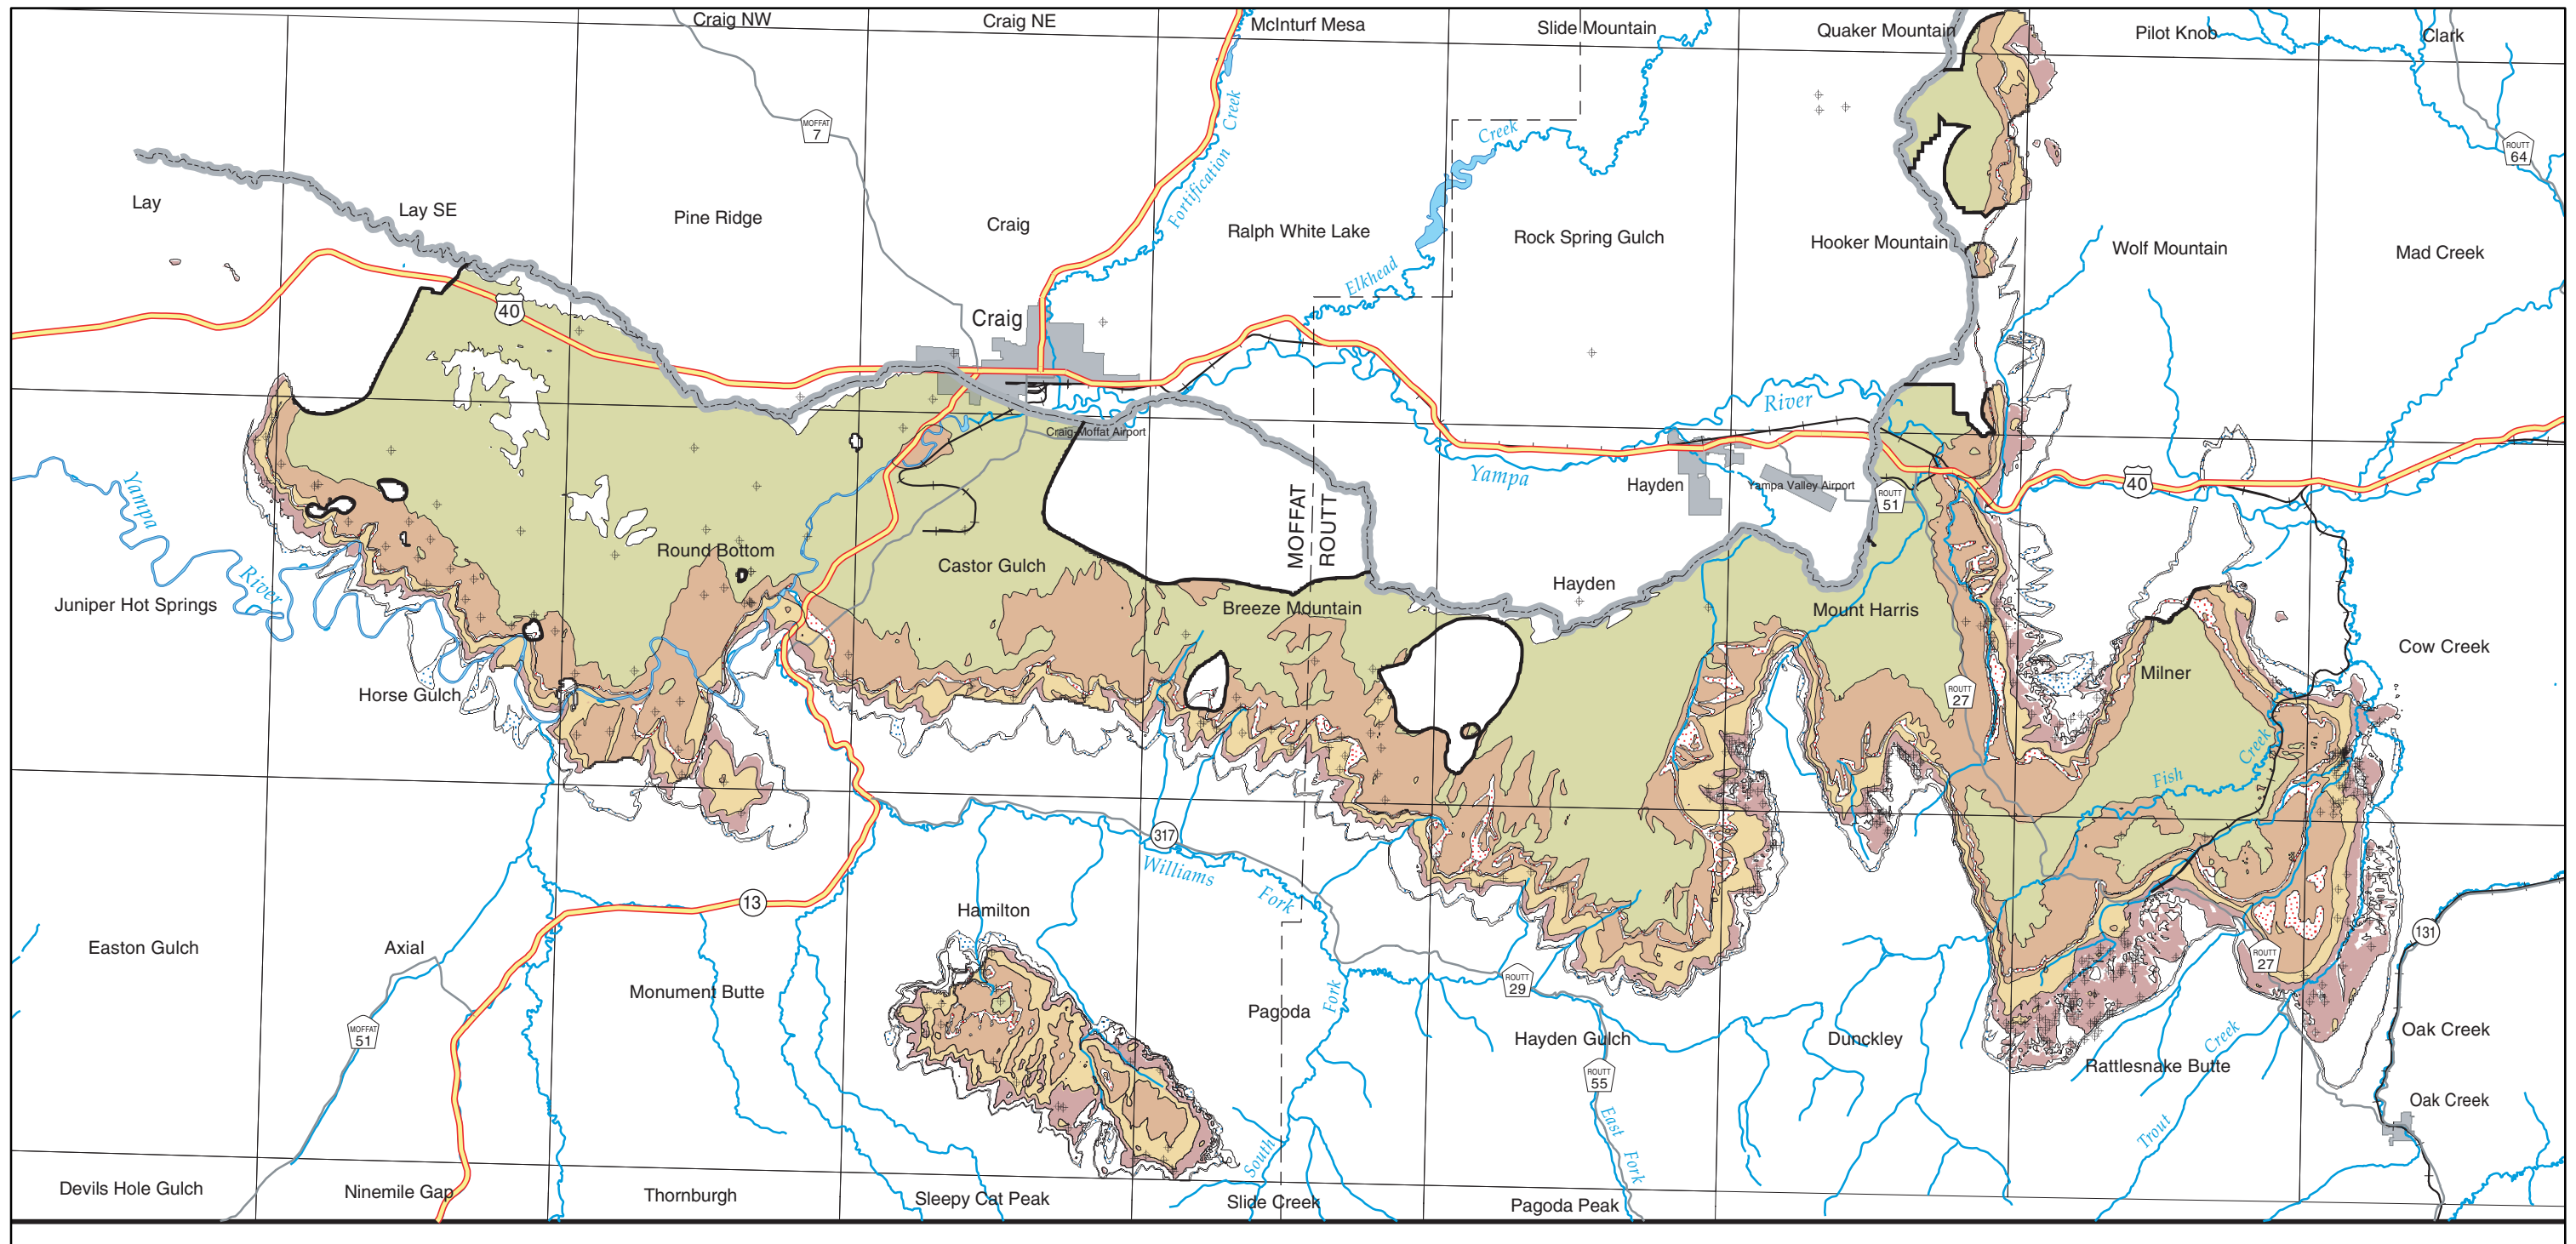 Craig NW
Craig NE
McInturf Mesa
Slide Mountain
Quaker Mountain
Pilot Knob
Clark
MOFFAT
7
Creek
Fortification
Creek
Elkhead
ROUTT
64
Lay
Lay SE
Pine Ridge
Craig
Ralph White Lake
Rock Spring Gulch
Hooker Mountain
Wolf Mountain
Mad Creek
40
Craig
Craig-Moffat Airport
River
Yampa
Hayden
Yampa Valley Airport
ROUTT
51
40
MOFFAT
ROUTT
Yampa
River
Juniper Hot Springs
Round Bottom
Castor Gulch
Breeze Mountain
Hayden
Mount Harris
Milner
Cow Creek
Horse Gulch
ROUTT
27
Fish
Creek
317
Williams
Fork
13
Hamilton
Easton Gulch
Axial
Monument Butte
MOFFAT
51
Pagoda
Fork
South
ROUTT
29
Hayden Gulch
ROUTT
55
East
Fork
Dunckley
ROUTT
27
131
Rattlesnake Butte
Creek
Trout
Oak Creek
Oak Creek
Devils Hole Gulch
Ninemile Gap
Thornburgh
Sleepy Cat Peak
Slide Creek
Pagoda Peak